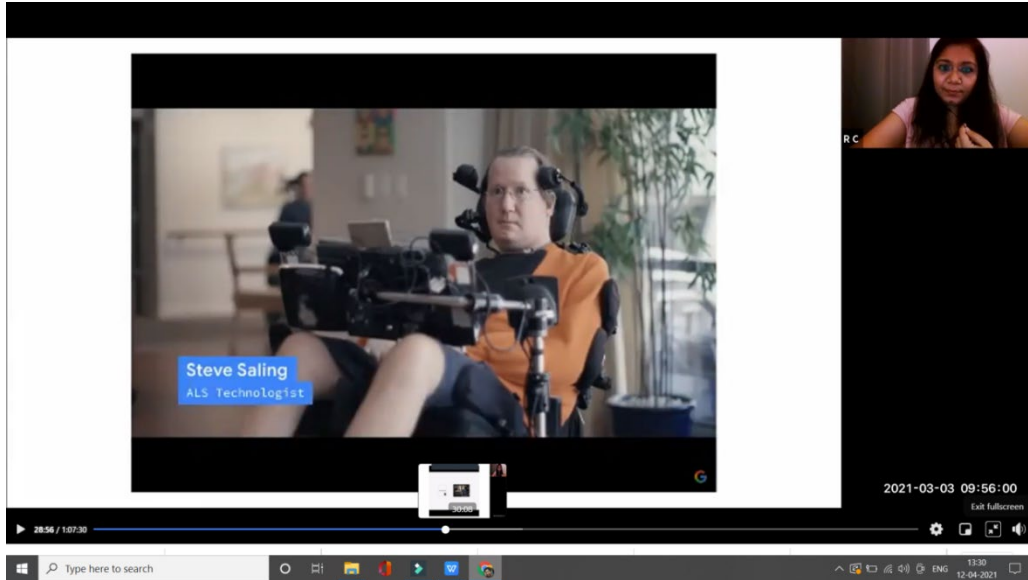 R C
Steve Saling
ALS Technologist
30:08
2021-03-03 09:56:00
Exit fullscreen
28:56 / 1:07:30
Type here to search
ENG
13:30
12-04-2021